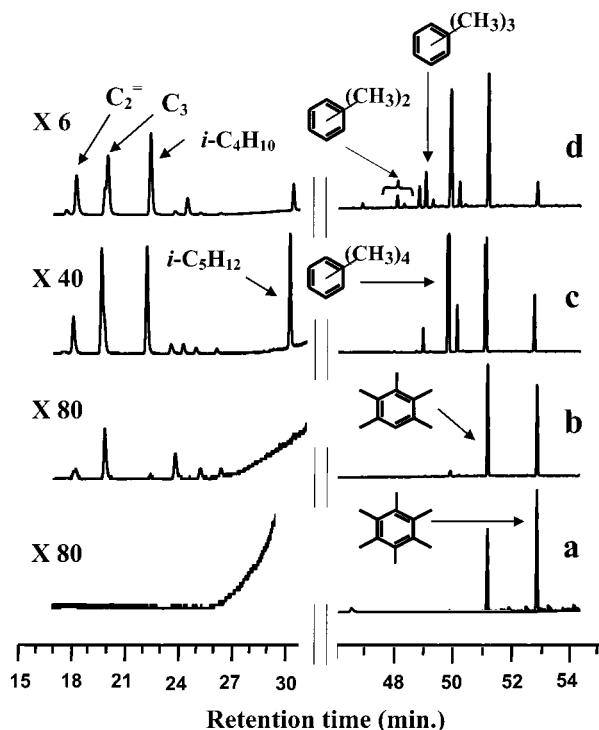 (CH₃)₃
C₂⁼
C₃
(CH₃)₂
X 6
i-C₄H₁₀
d
i-C₅H₁₂
(CH₃)₄
X 40
c
X 80
b
X 80
a
15 18 21 24 27 30 48 50 52 54
Retention time (min.)